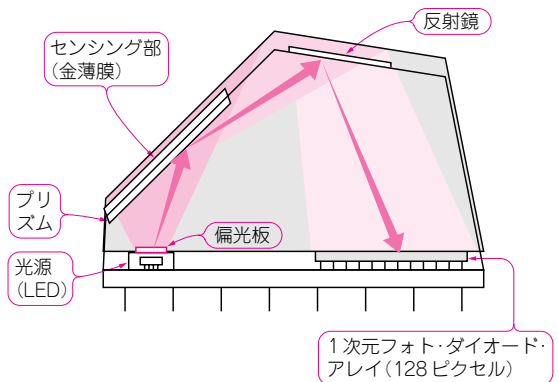 反射鏡
センシング部
(金薄膜)
プリ
ズム
偏光板
光源
(LED)
1次元フォト・ダイオード・
アレイ(128ピクセル)